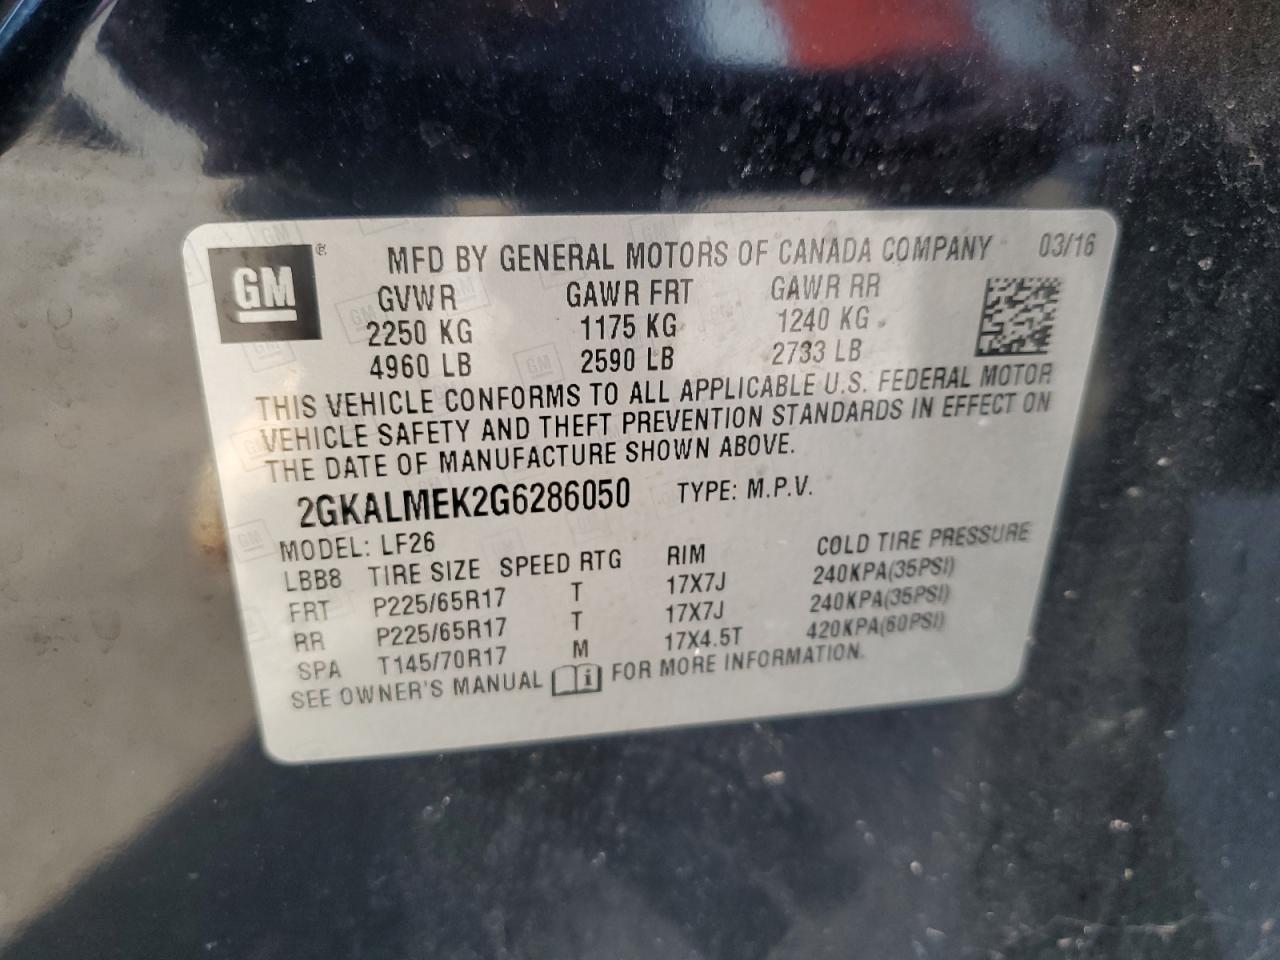 GM ® MFD BY GENERAL MOTORS OF CANADA COMPANY 03/16
GVWR GAWR FRT GAWR RR
2250 KG 1175 KG 1240 KG
4960 LB 2590 LB 2733 LB
THIS VEHICLE CONFORMS TO ALL APPLICABLE U.S. FEDERAL MOTOR
VEHICLE SAFETY AND THEFT PREVENTION STANDARDS IN EFFECT ON
THE DATE OF MANUFACTURE SHOWN ABOVE.
2GKALMEK2G6286050 TYPE: M.P.V.
MODEL: LF26
LBB8 TIRE SIZE SPEED RTG RIM COLD TIRE PRESSURE
FRT P225/65R17 T 17X7J 240KPA(35PSI)
RR P225/65R17 T 17X7J 240KPA(35PSI)
SPA T145/70R17 M 17X4.5T 420KPA(60PSI)
SEE OWNER'S MANUAL i FOR MORE INFORMATION.